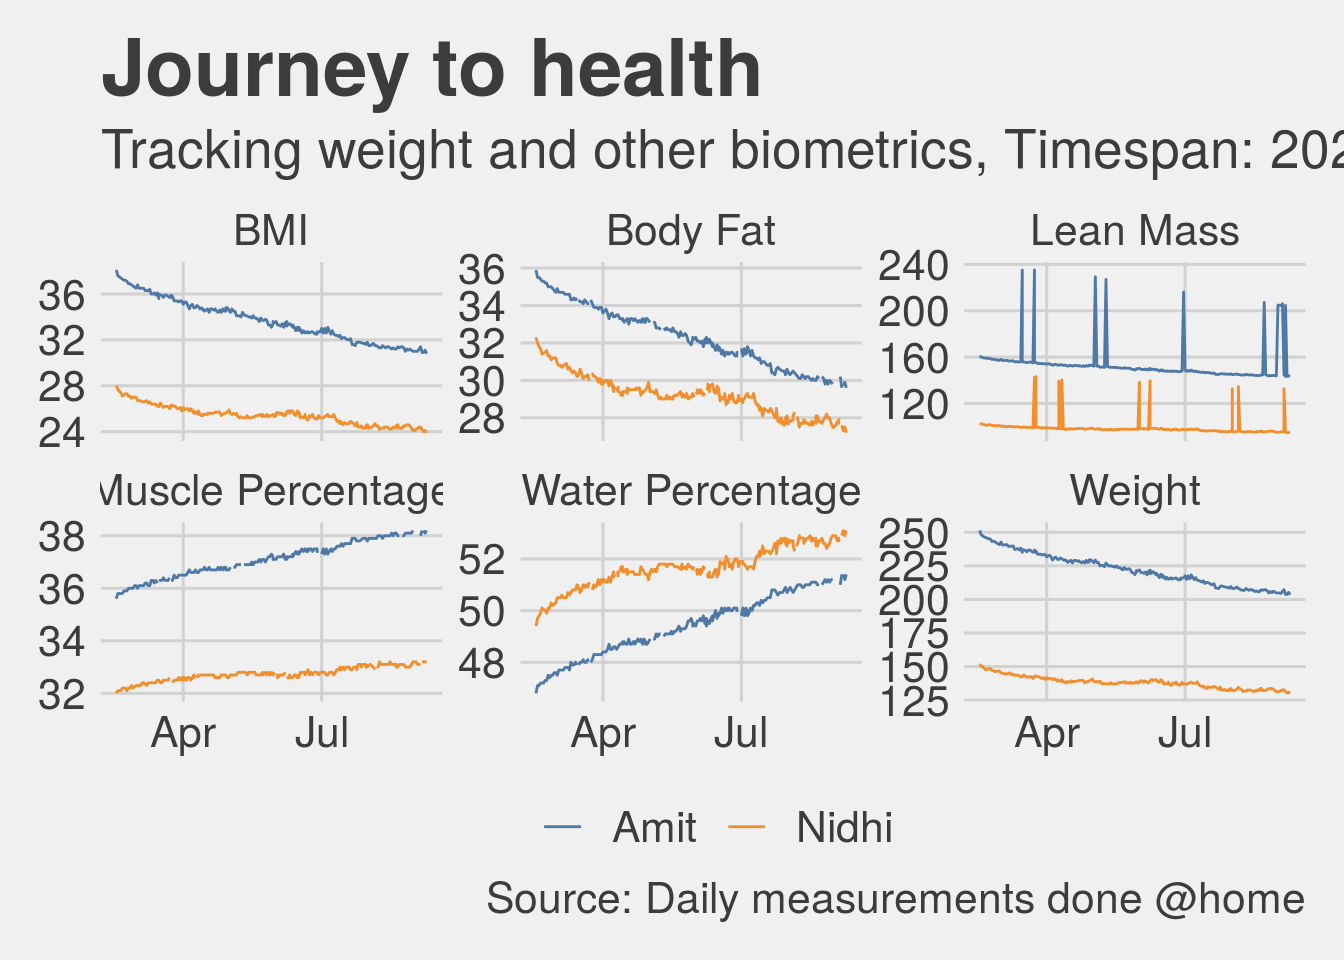 Journey to health
Tracking weight and other biometrics, Timespan: 202
BMI
Body Fat
Lean Mass
36
32
28
24
36
34
32
30
28
240
200
160
120
Muscle Percentage
Water Percentage
Weight
38
36
34
32
52
50
48
250
225
200
175
150
125
Apr Jul
Apr Jul
Apr Jul
Amit Nidhi
Source: Daily measurements done @home